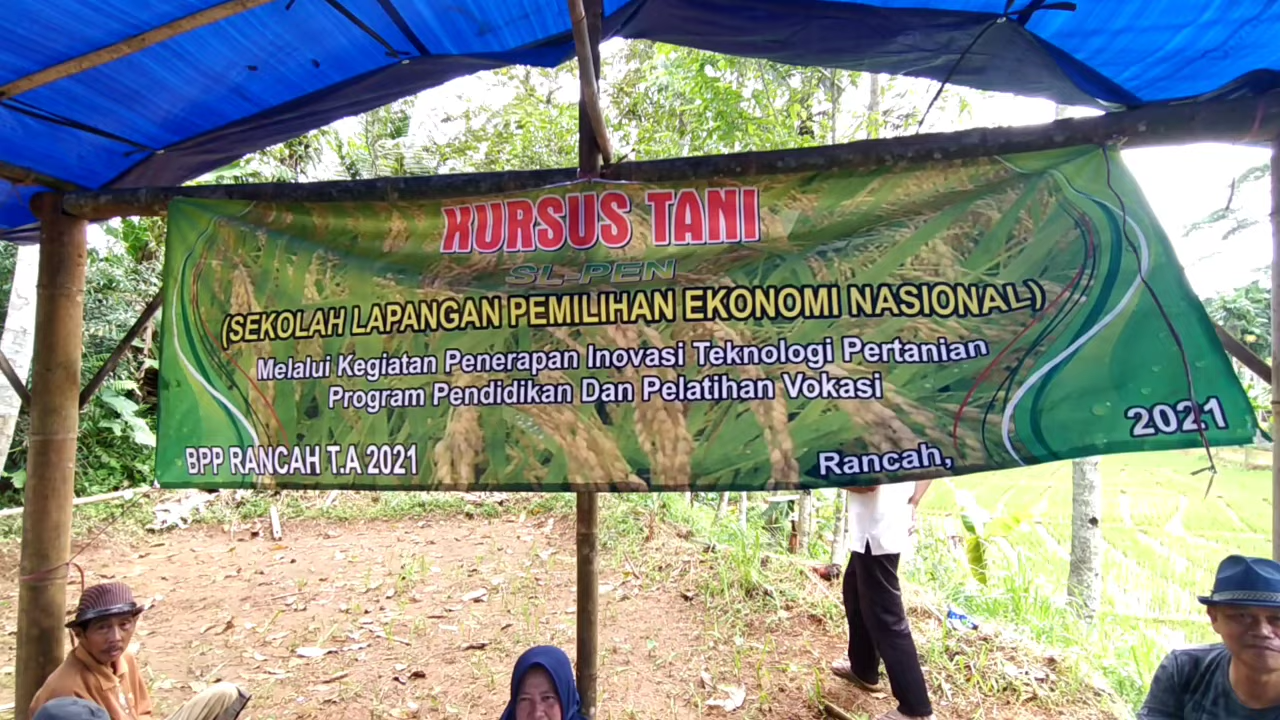 KURSUS TANI
SL-PEN
(SEKOLAH LAPANGAN PEMILIHAN EKONOMI NASIONAL)
Melalui Kegiatan Penerapan Inovasi Teknologi Pertanian
Program Pendidikan Dan Pelatihan Vokasi
BPP RANCAH T.A 2021
Rancah, 2021